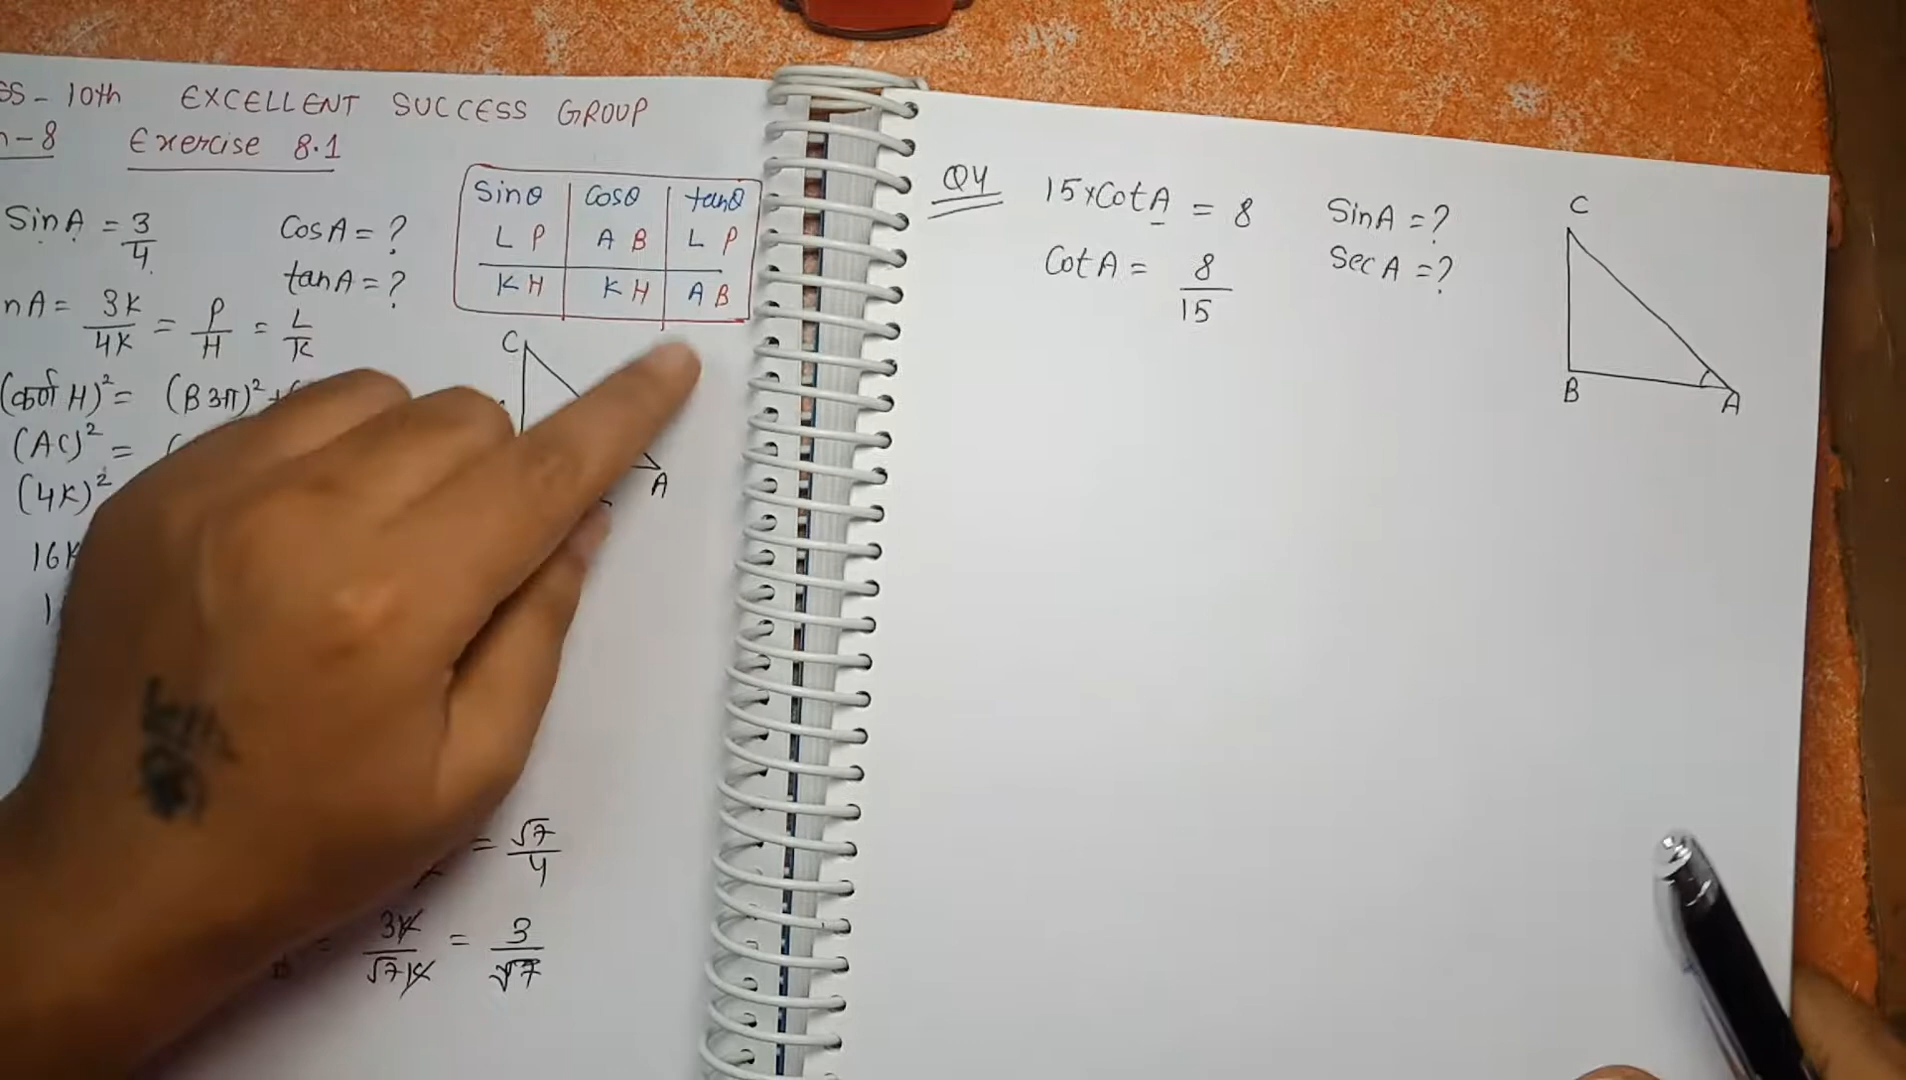 - 10th EXCELLENT SUCCESS GROUP
- 8 Exercise 8.1
SinA = 3/4 CosA = ?
tanA = ?
nA = 3K/4K = P/H = L/K
(कर्ण H)² = (B आ)² +
(AC)² = (
(4K)²
16K
1
Sinθ Cosθ tanθ
L P A B L P
K H K H A B
C
A
= √7/4
= 3K/√7K = 3/√7
Q4 15×CotA = 8 SinA = ?
CotA = 8/15 SecA = ?
C
B A